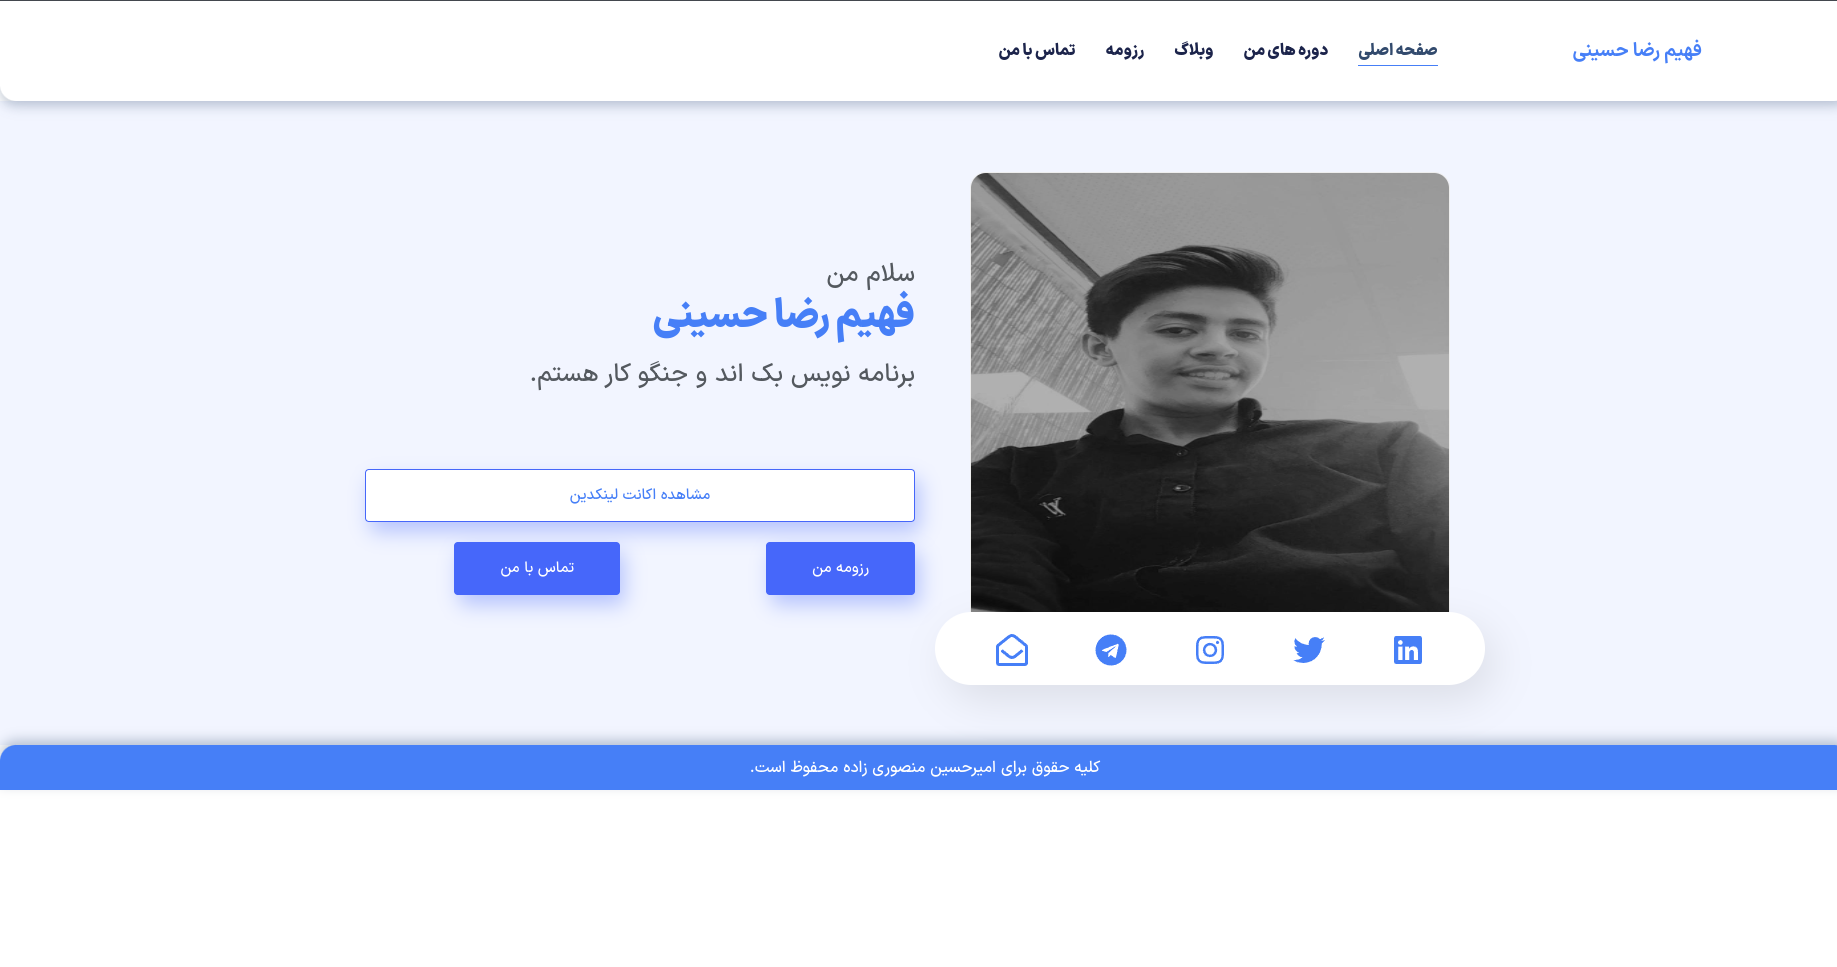 فهیم رضا حسینی
صفحه اصلی
دوره های من
وبلاگ
رزومه
تماس با من
سلام من
فهیم رضا حسینی
برنامه نویس بک اند و جنگو کار هستم.
مشاهده اکانت لینکدین
رزومه من
تماس با من
کلیه حقوق برای امیرحسین منصوری زاده محفوظ است.